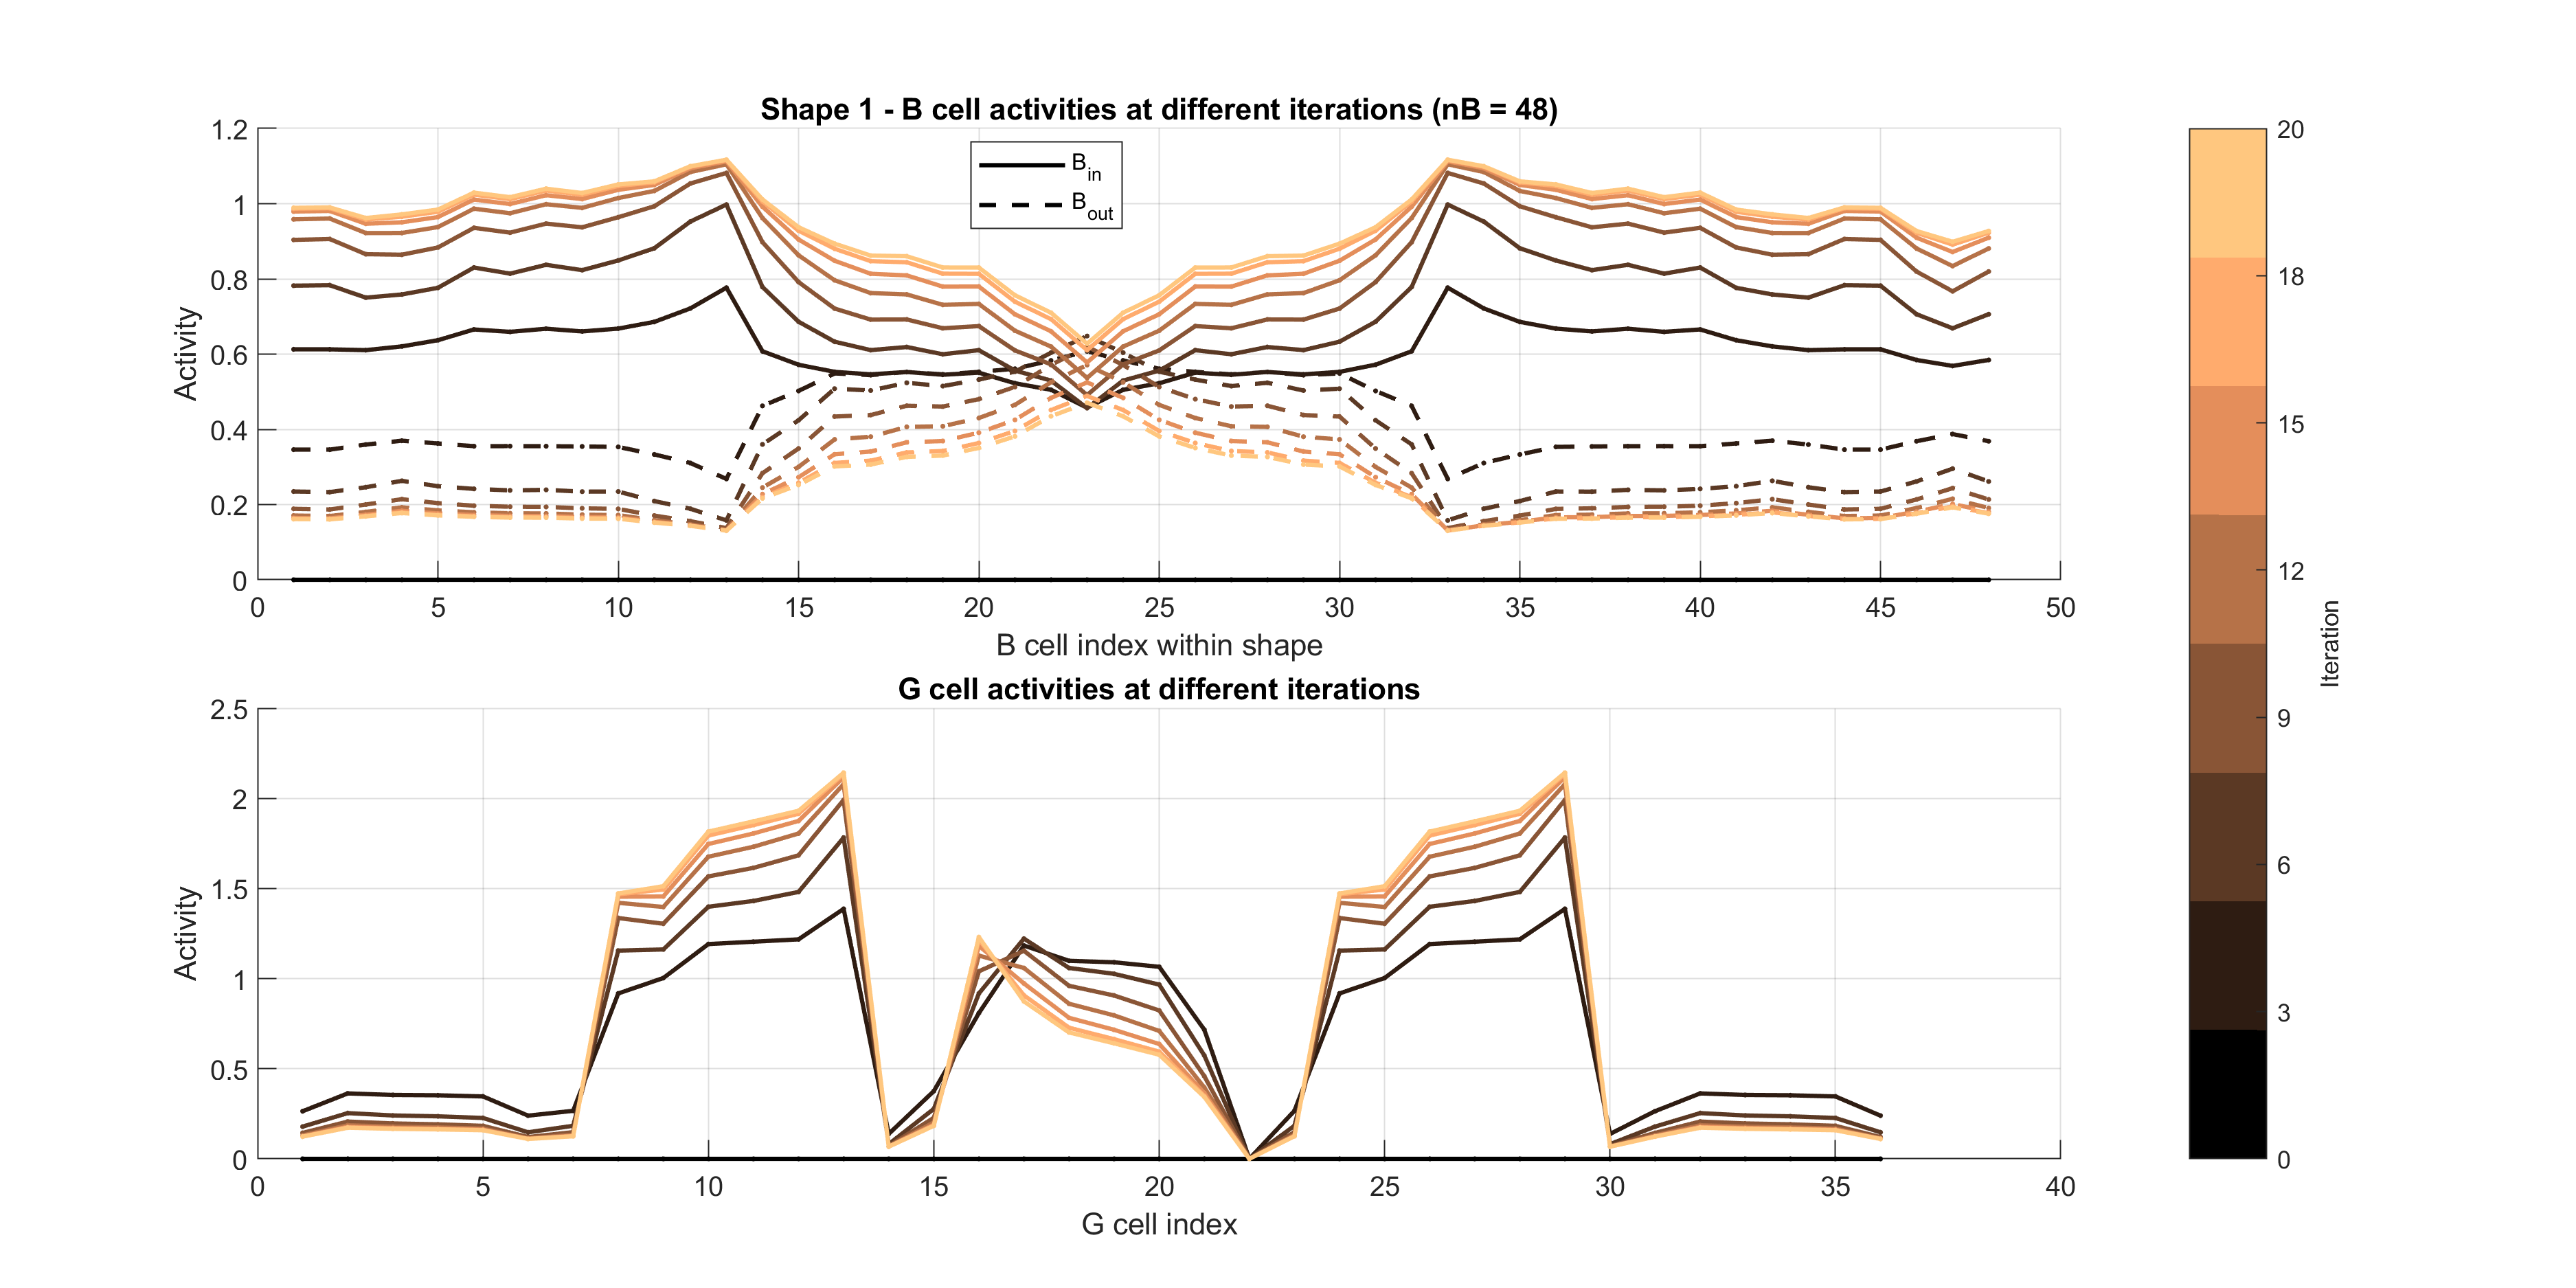 Shape 1 - B cell activities at different iterations (nB = 48)
1.2
1
0.8
0.6
0.4
0.2
0
Activity
B_in
B_out
0 5 10 15 20 25 30 35 40 45 50
B cell index within shape
G cell activities at different iterations
2.5
2
1.5
1
0.5
0
Activity
0 5 10 15 20 25 30 35 40
G cell index
20
18
15
12
9
6
3
0
Iteration